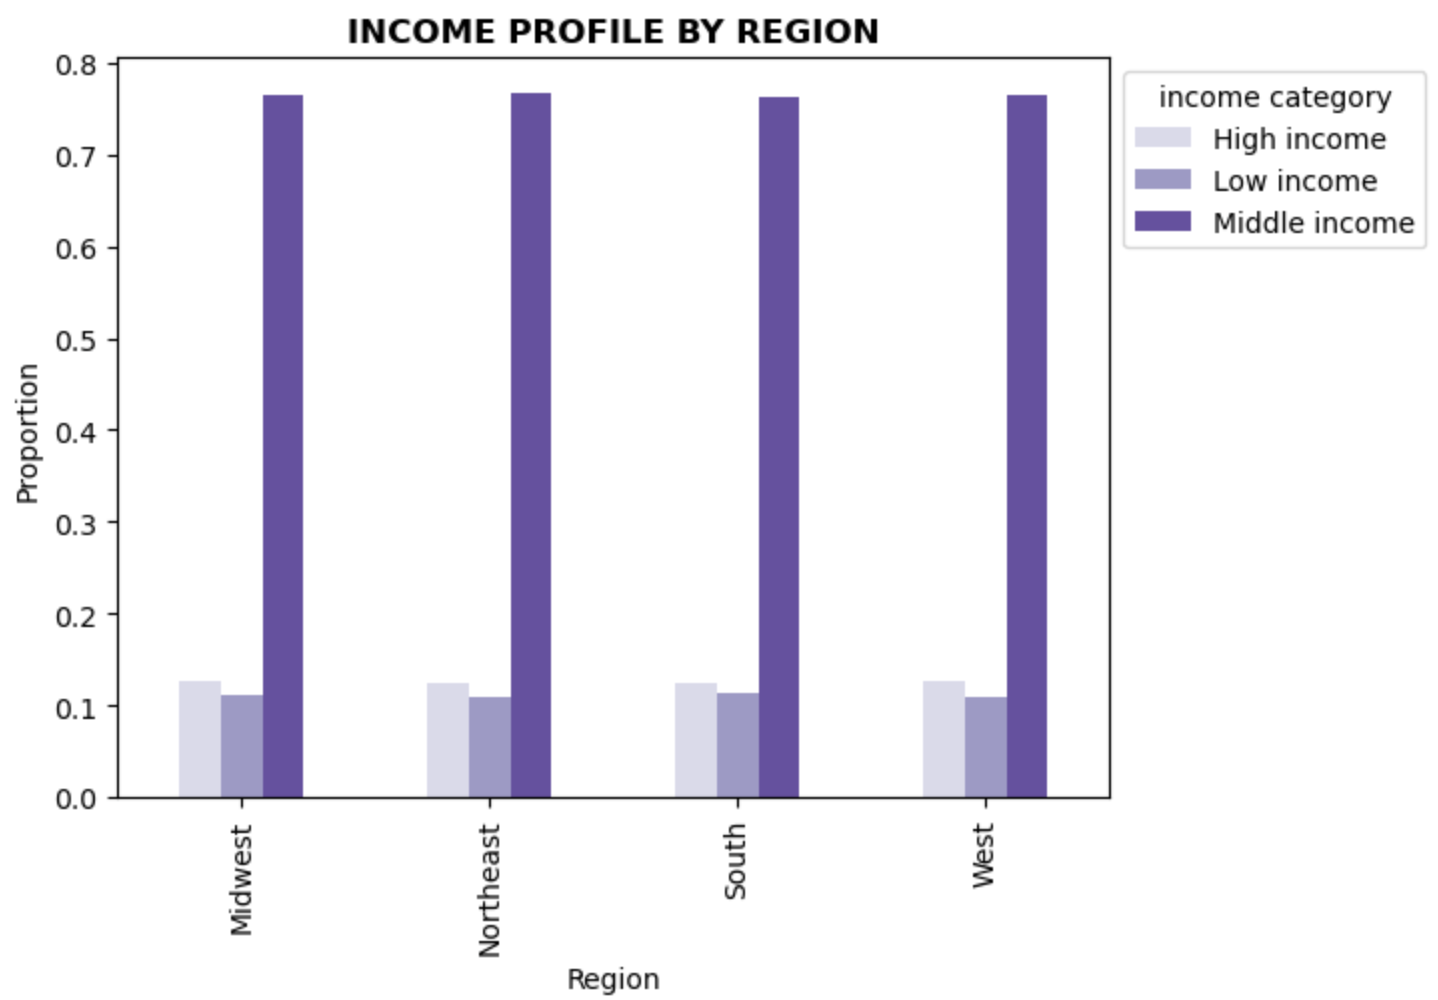 INCOME PROFILE BY REGION
0.8
0.7
0.6
0.5
0.4
0.3
0.2
0.1
0.0
Proportion
Midwest
Northeast
South
West
Region
income category
High income
Low income
Middle income